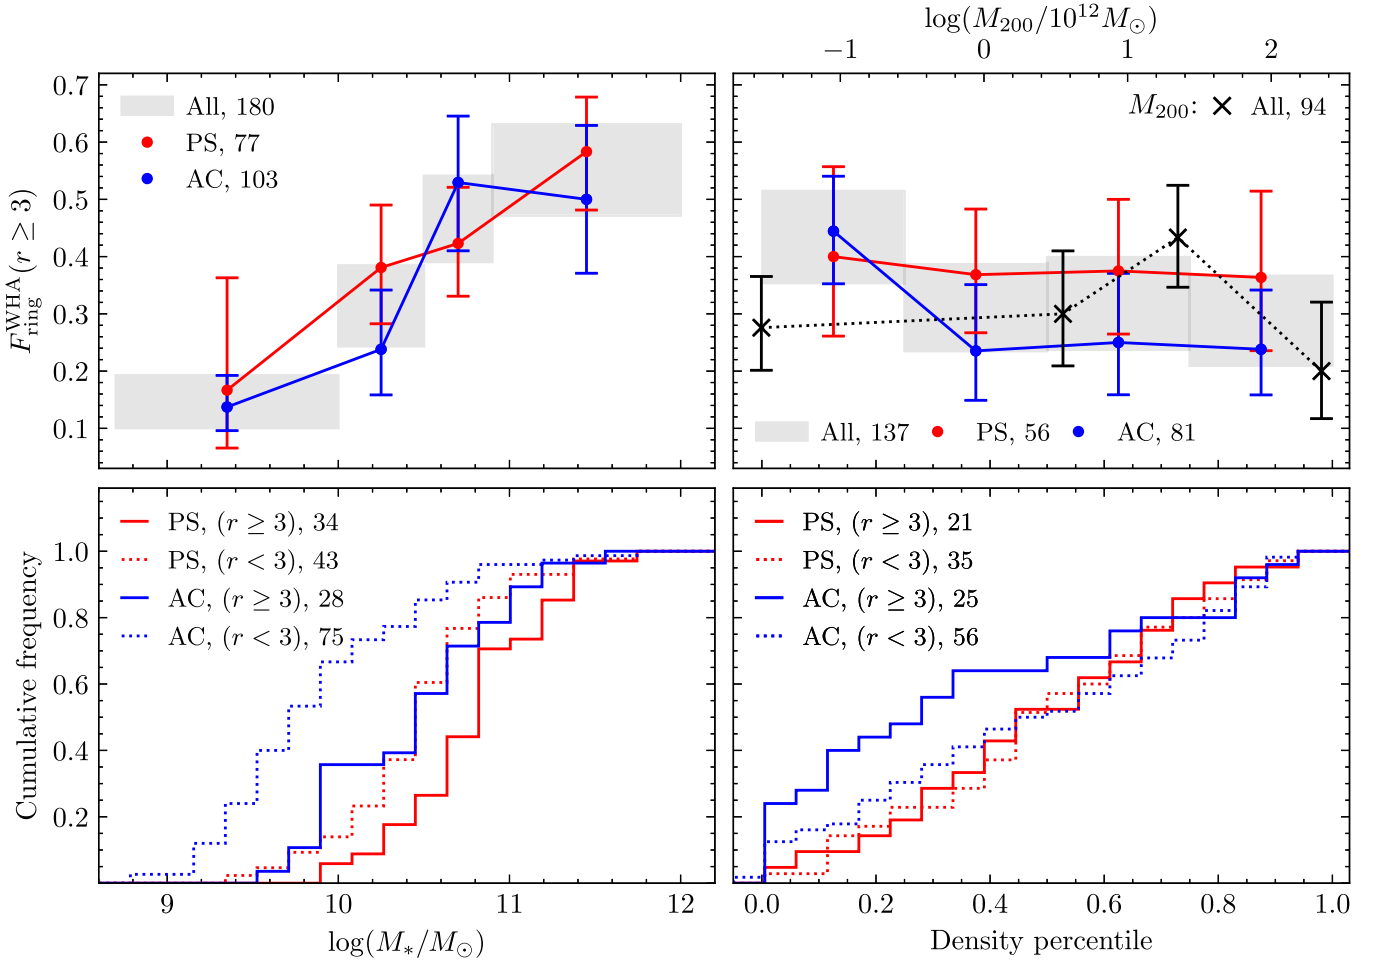 log(M₂₀₀/10¹²M⊙)
−1 0 1 2
0.7
0.6
0.5
0.4
0.3
0.2
0.1
F_ring^WHA(r ≥ 3)
All, 180
PS, 77
AC, 103
M₂₀₀: All, 94
All, 137 PS, 56 AC, 81
1.0
0.8
0.6
0.4
0.2
Cumulative frequency
PS, (r ≥ 3), 34
PS, (r < 3), 43
AC, (r ≥ 3), 28
AC, (r < 3), 75
PS, (r ≥ 3), 21
PS, (r < 3), 35
AC, (r ≥ 3), 25
AC, (r < 3), 56
9 10 11 12
log(M∗/M⊙)
0.0 0.2 0.4 0.6 0.8 1.0
Density percentile